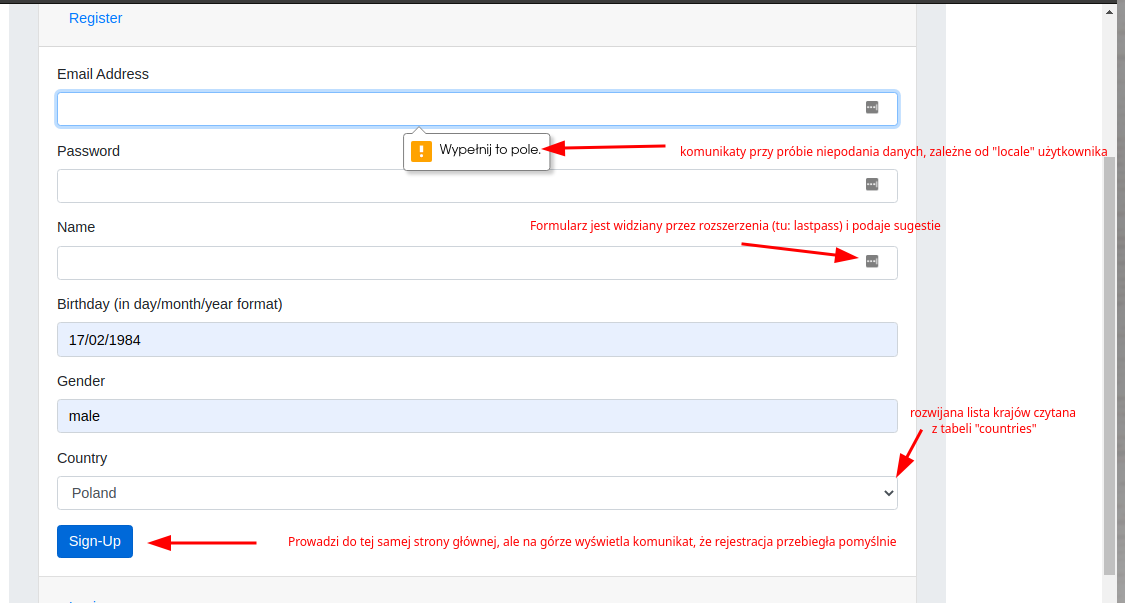 Register
Email Address
Wypełnij to pole.
komunikaty przy próbie niepodania danych, zależne od "locale" użytkownika
Password
Formularz jest widziany przez rozszerzenia (tu: lastpass) i podaje sugestie
Name
Birthday (in day/month/year format)
17/02/1984
Gender
male
rozwijana lista krajów czytana
z tabeli "countries"
Country
Poland
Sign-Up
Prowadzi do tej samej strony głównej, ale na górze wyświetla komunikat, że rejestracja przebiegła pomyślnie